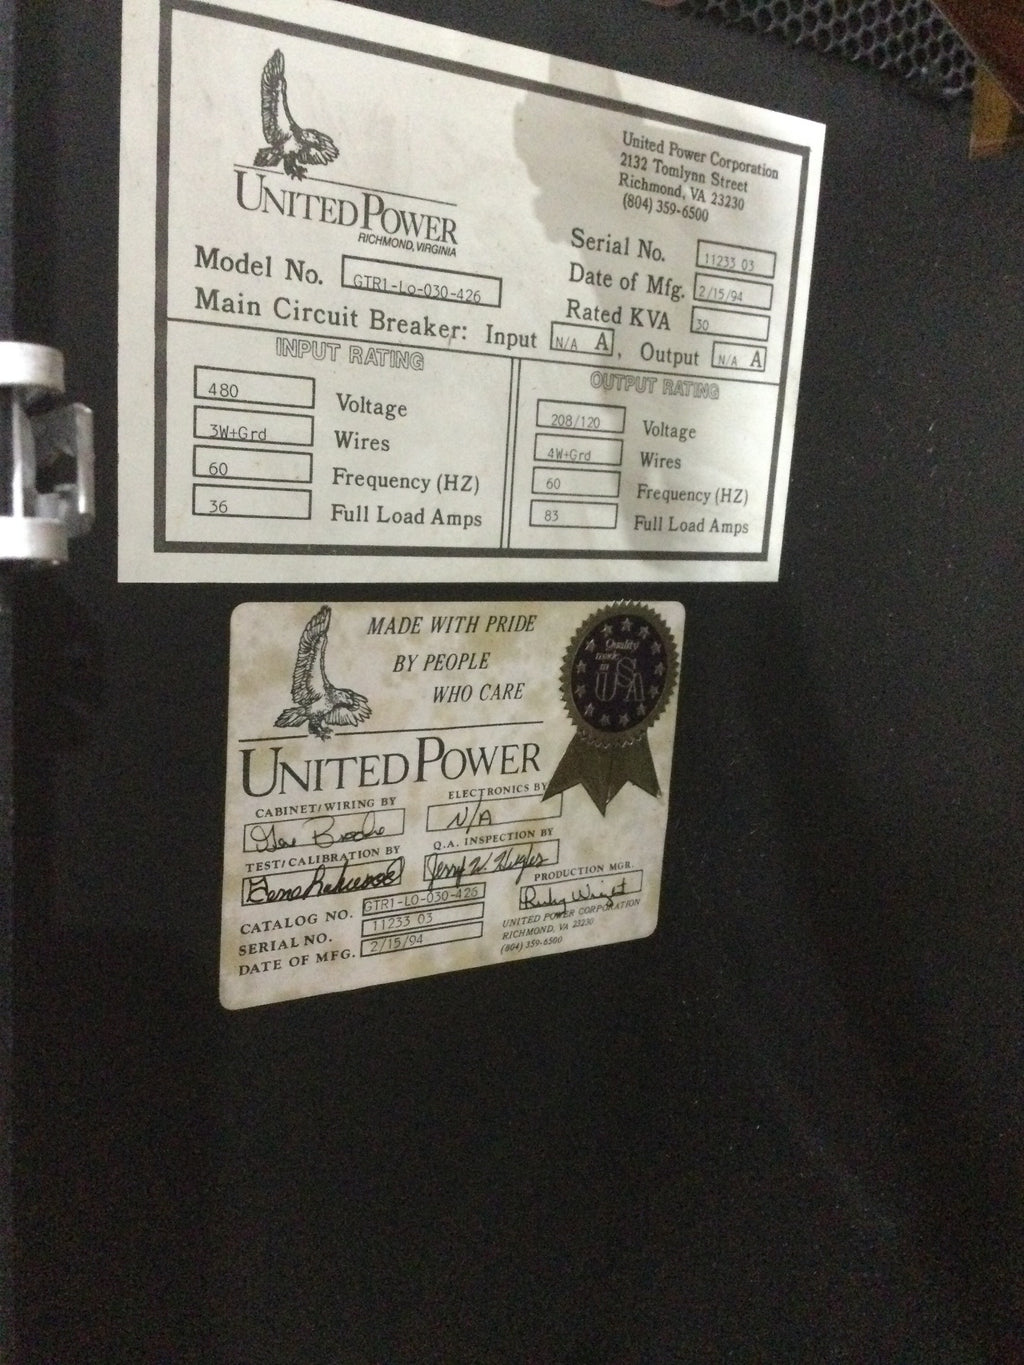 United Power Corporation
2132 Tomlynn Street
Richmond, VA 23230
(804) 359-6500
UNITED POWER
RICHMOND, VIRGINIA
Serial No. 11233 03
Model No. GTR1-Lo-030-426
Date of Mfg. 2/15/94
Rated KVA 30
Main Circuit Breaker: Input N/A A, Output N/A A
INPUT RATING
480 Voltage
3W+Grd Wires
60 Frequency (HZ)
36 Full Load Amps
OUTPUT RATING
208/120 Voltage
4W+Grd Wires
60 Frequency (HZ)
83 Full Load Amps
MADE WITH PRIDE
BY PEOPLE
WHO CARE
Quality
made
in
USA
UNITED POWER
CABINET/WIRING BY
ELECTRONICS BY
N/A
TEST/CALIBRATION BY
Q.A. INSPECTION BY
Jerry W. Hughes
PRODUCTION MGR.
CATALOG NO. GTR1-LO-030-426
SERIAL NO. 11233 03
DATE OF MFG. 2/15/94
UNITED POWER CORPORATION
RICHMOND, VA 23230
(804) 359-6500